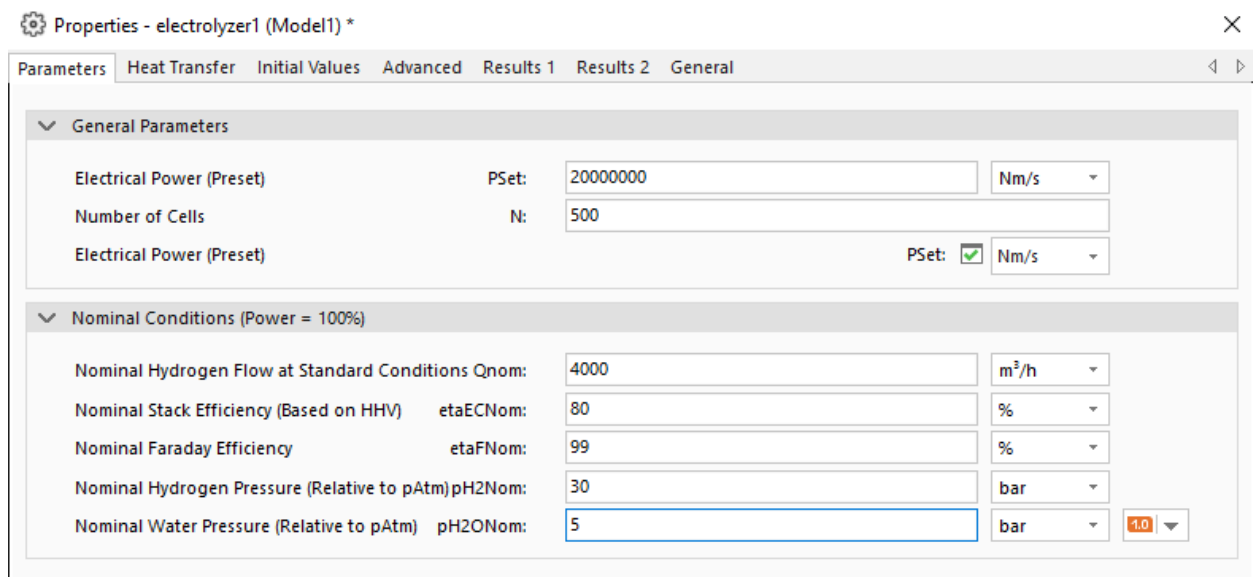 Properties - electrolyzer1 (Model1) *
Parameters Heat Transfer Initial Values Advanced Results 1 Results 2 General
General Parameters
Electrical Power (Preset) PSet: 20000000 Nm/s
Number of Cells N: 500
Electrical Power (Preset) PSet: Nm/s
Nominal Conditions (Power = 100%)
Nominal Hydrogen Flow at Standard Conditions Qnom: 4000 m³/h
Nominal Stack Efficiency (Based on HHV) etaECNom: 80 %
Nominal Faraday Efficiency etaFNom: 99 %
Nominal Hydrogen Pressure (Relative to pAtm) pH2Nom: 30 bar
Nominal Water Pressure (Relative to pAtm) pH2ONom: 5 bar 1.0